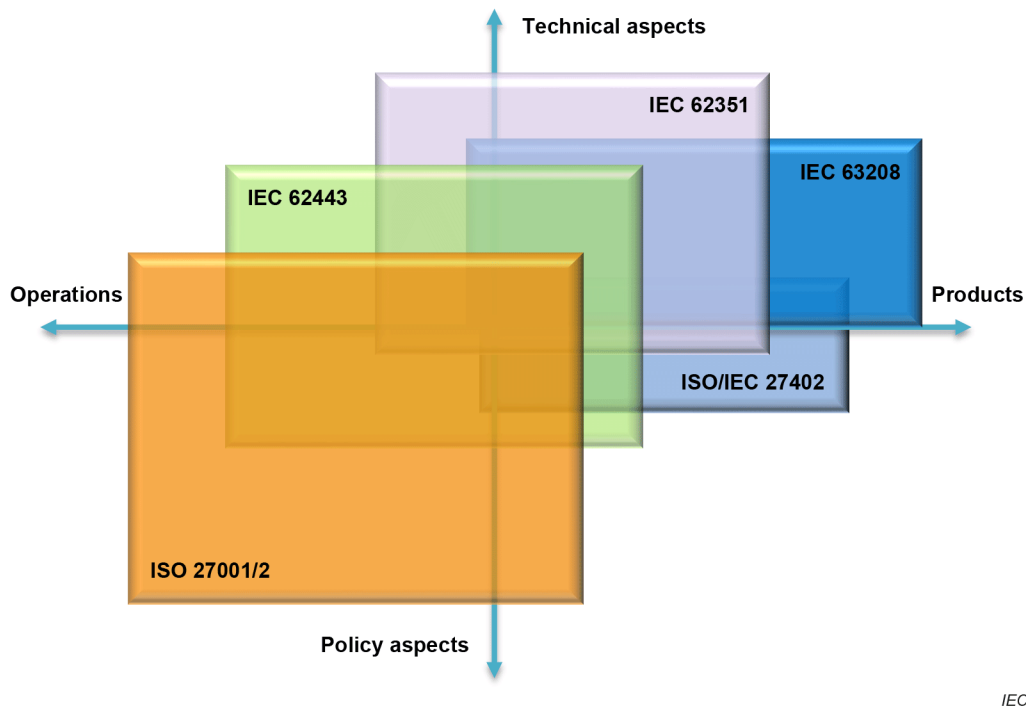 Technical aspects
IEC 62351
IEC 63208
IEC 62443
Operations
Products
ISO/IEC 27402
ISO 27001/2
Policy aspects
IEC